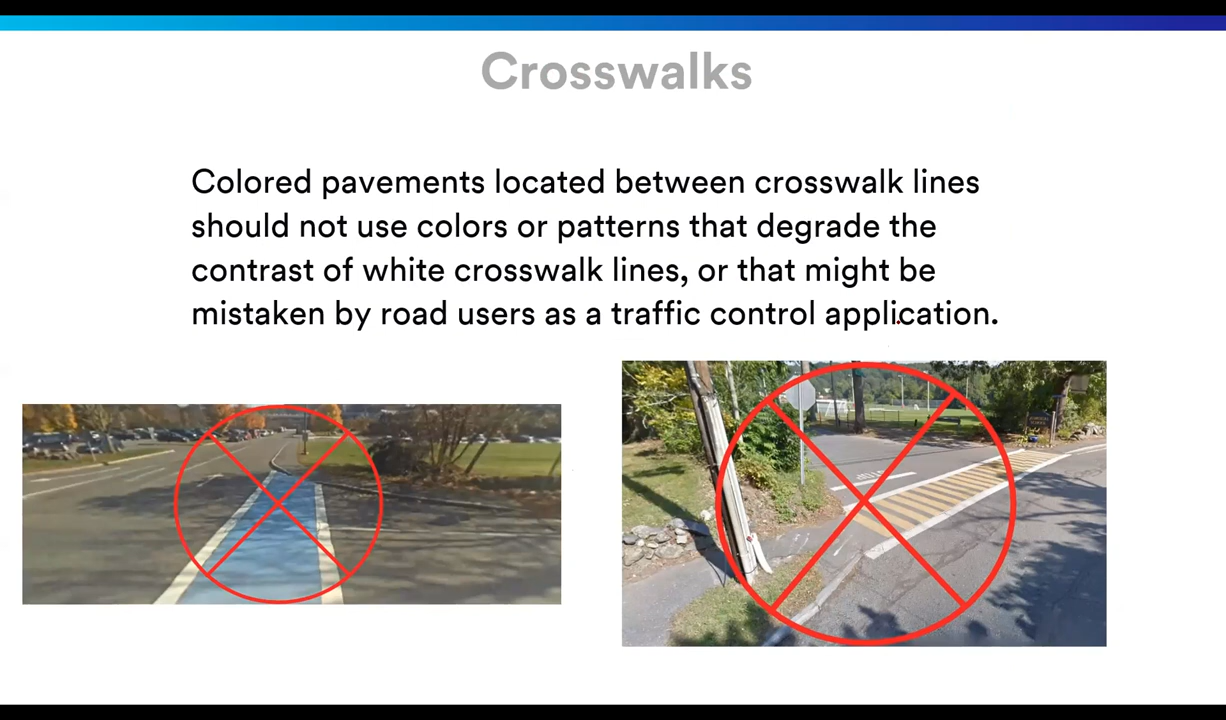 Crosswalks
Colored pavements located between crosswalk lines
should not use colors or patterns that degrade the
contrast of white crosswalk lines, or that might be
mistaken by road users as a traffic control application.